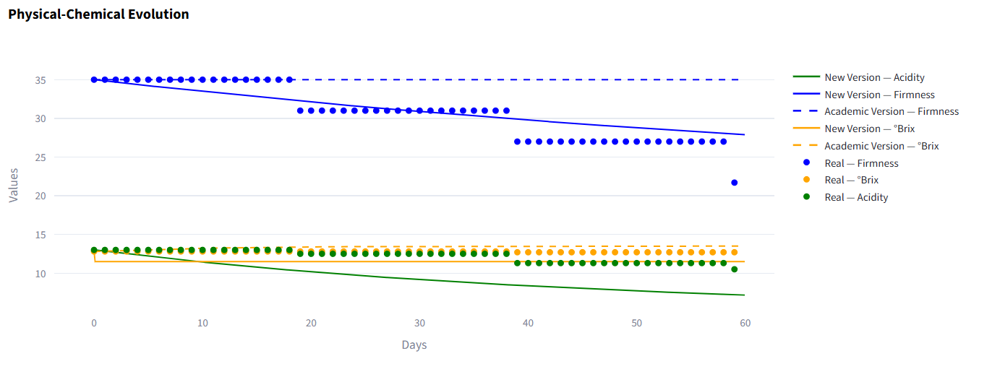 Physical-Chemical Evolution
35
30
25
20
15
10
Values
0
10
20
30
40
50
60
Days
New Version — Acidity
New Version — Firmness
Academic Version — Firmness
New Version — °Brix
Academic Version — °Brix
Real — Firmness
Real — °Brix
Real — Acidity